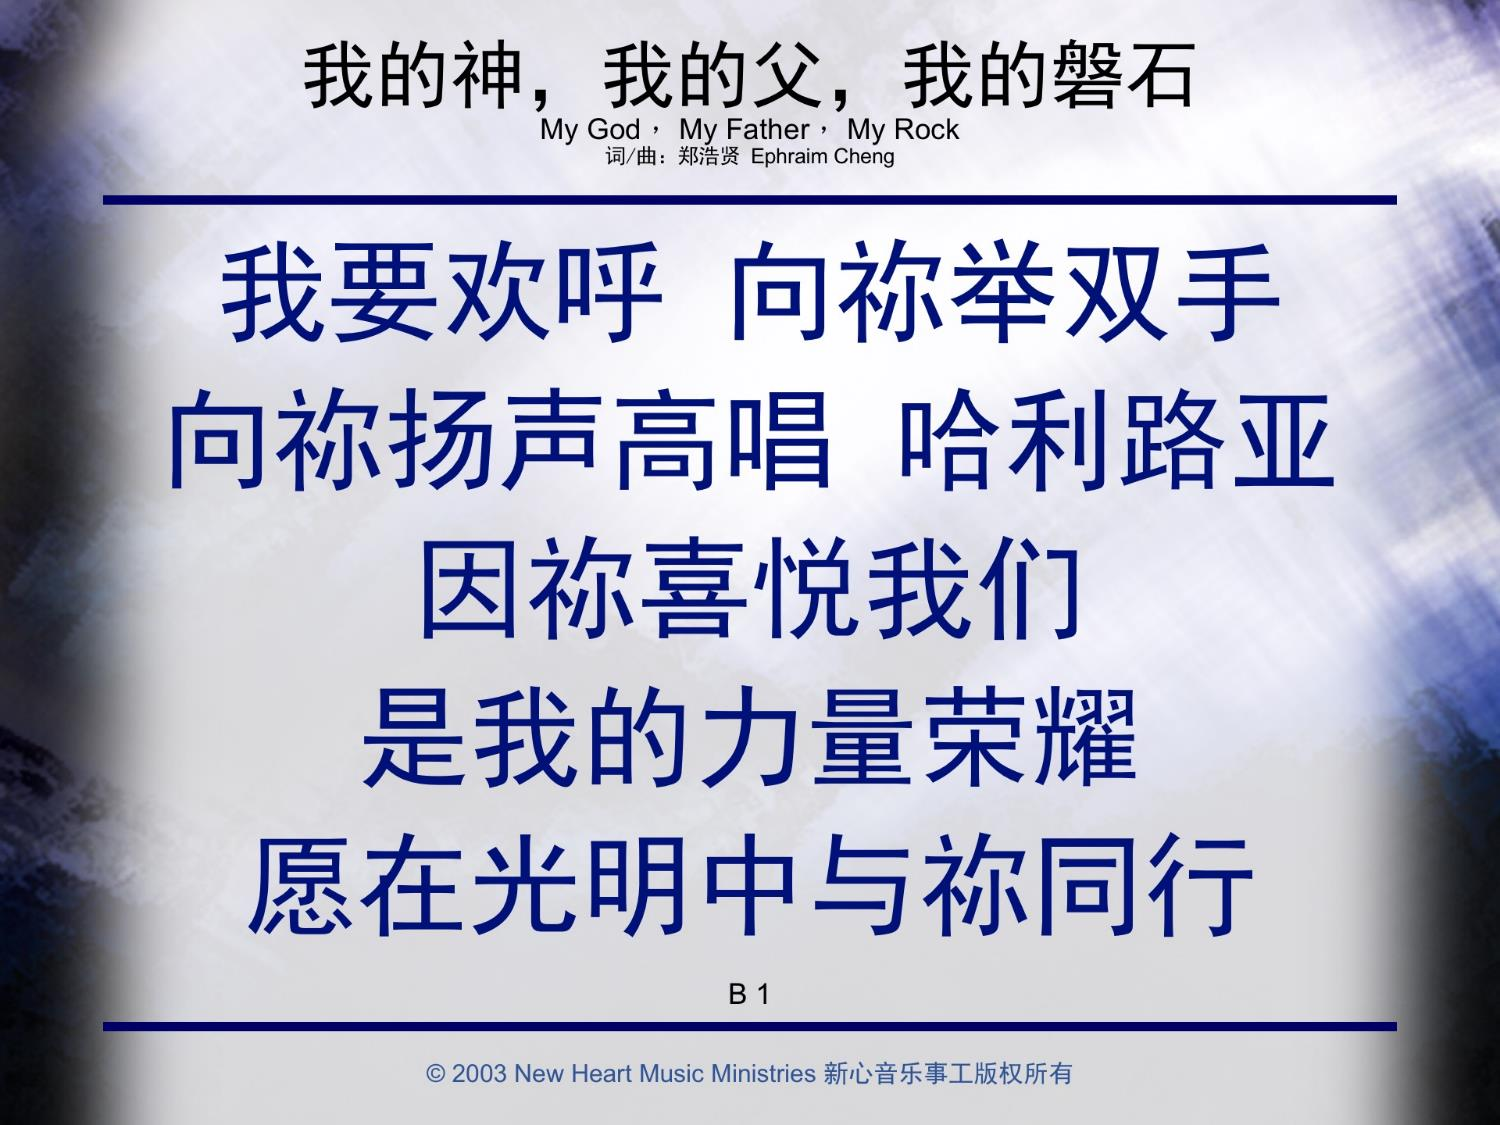 我的神，我的父，我的磐石
My God， My Father， My Rock
词/曲：郑浩贤 Ephraim Cheng
我要欢呼 向祢举双手
向祢扬声高唱 哈利路亚
因祢喜悦我们
是我的力量荣耀
愿在光明中与祢同行
B 1
© 2003 New Heart Music Ministries 新心音乐事工版权所有